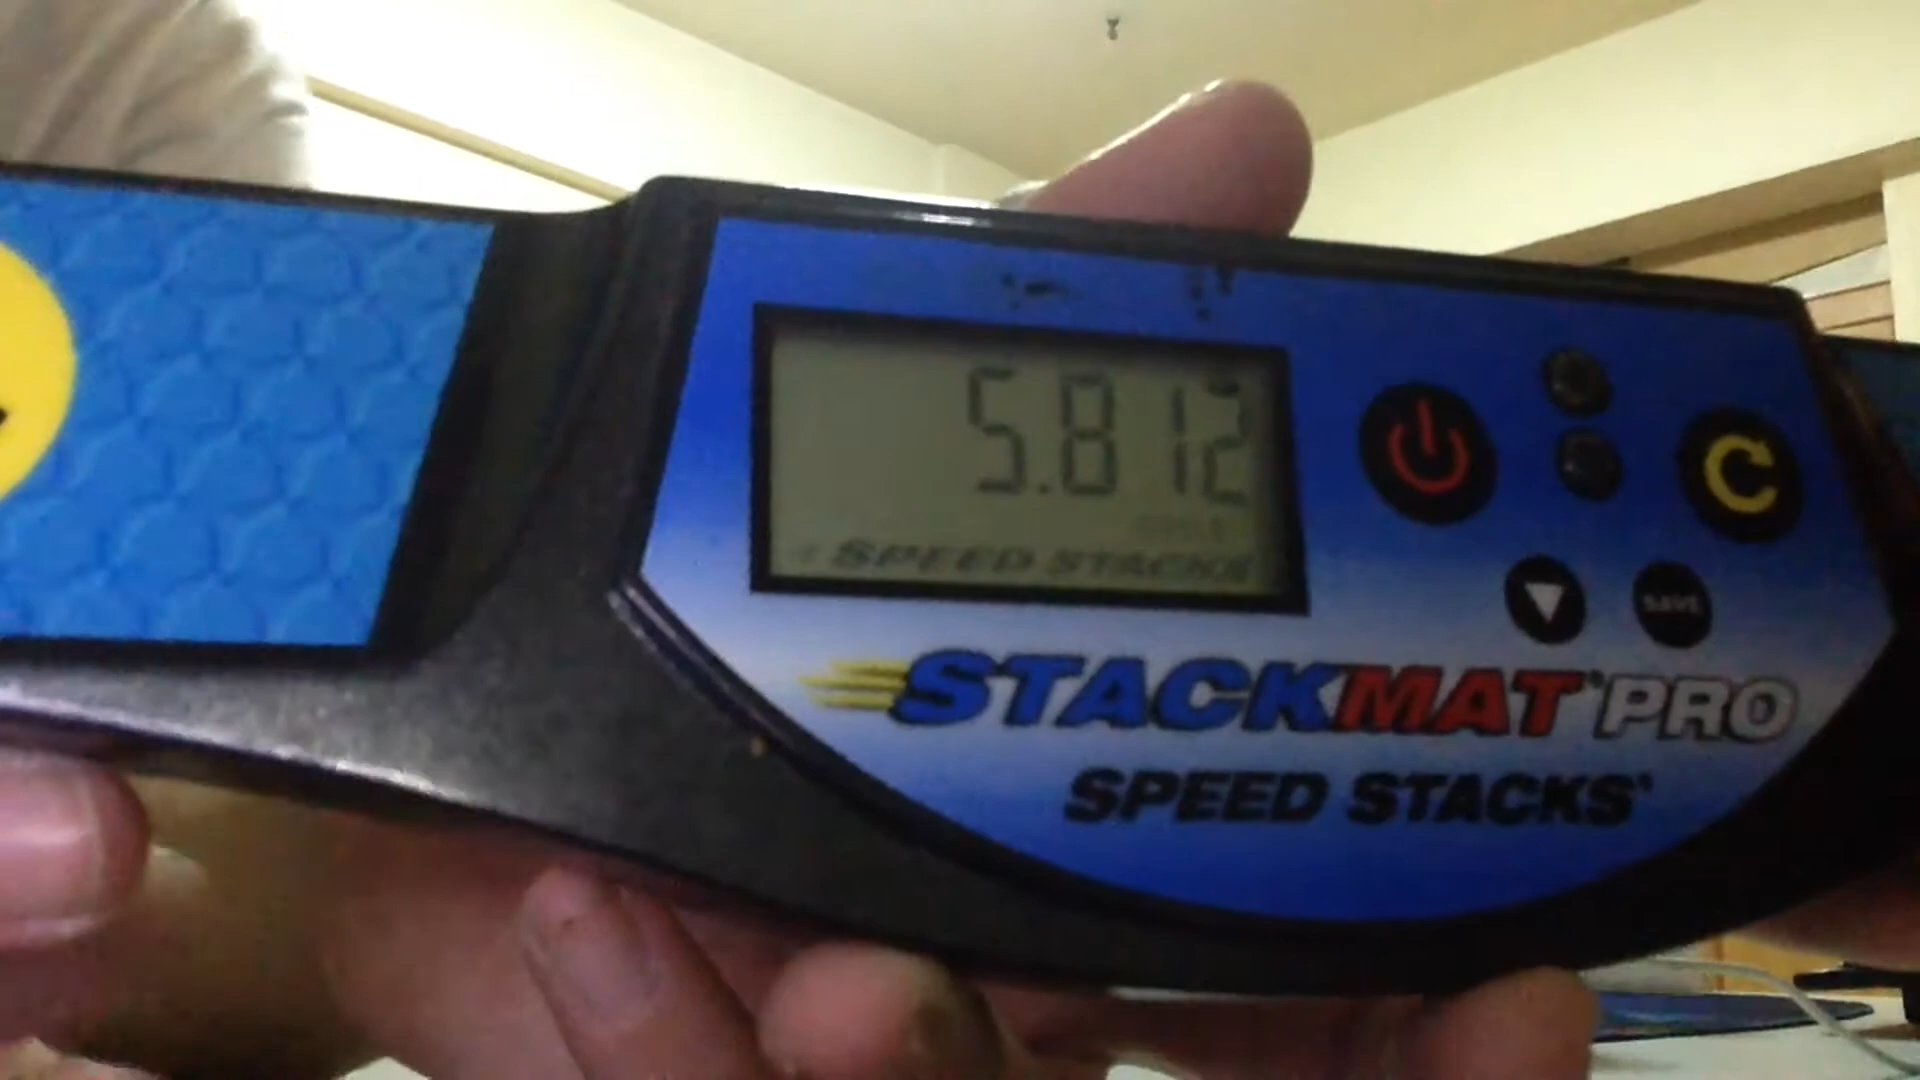 5.812
SPEED STACKS
SAVE
STACKMAT PRO
SPEED STACKS